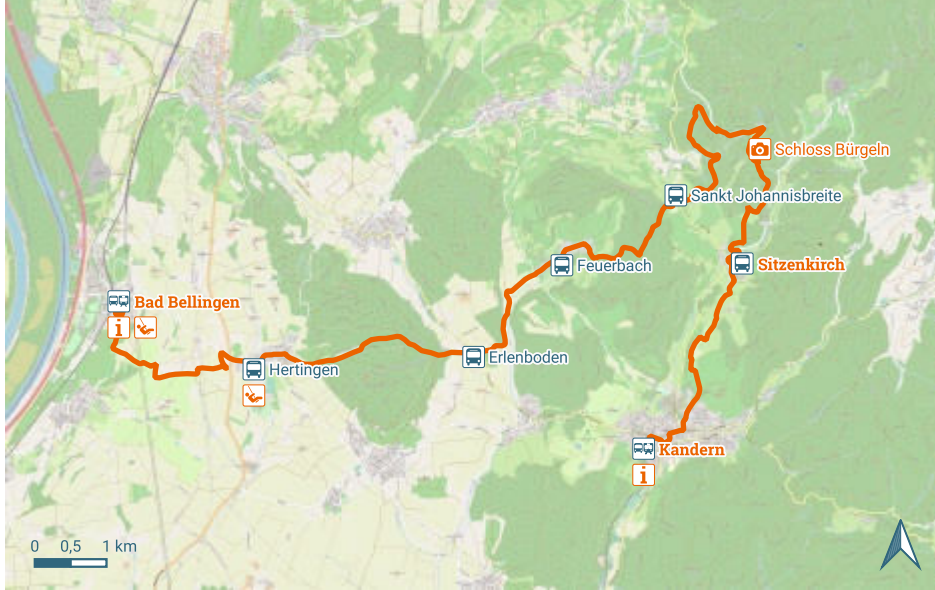 Schloss Bürgeln
Sankt Johannisbreite
Feuerbach
Sitzenkirch
Bad Bellingen
i
Erlenboden
Hertingen
Kandern
i
0 0,5 1 km